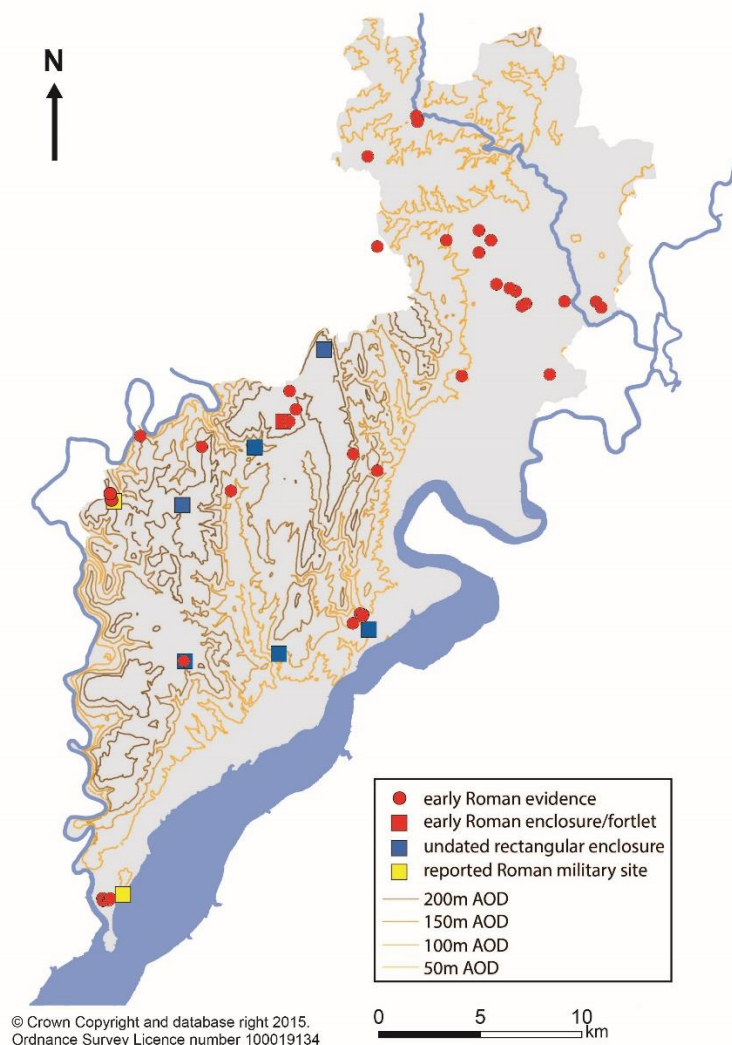 N
early Roman evidence
early Roman enclosure/fortlet
undated rectangular enclosure
reported Roman military site
200m AOD
150m AOD
100m AOD
50m AOD
© Crown Copyright and database right 2015.
Ordnance Survey Licence number 100019134
0 5 10
km